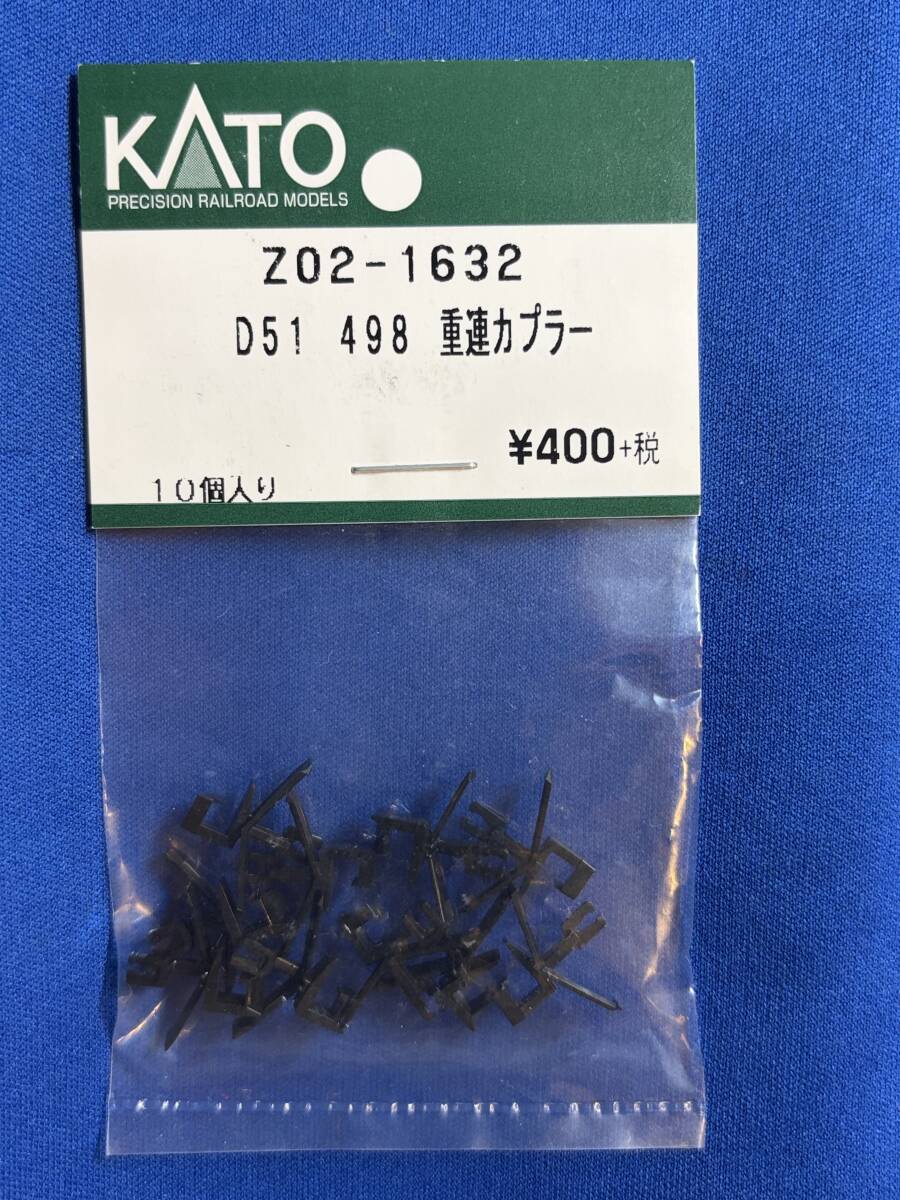 KATO
PRECISION RAILROAD MODELS
Z02-1632
D51 498 重連カプラー
¥400+税
10個入り